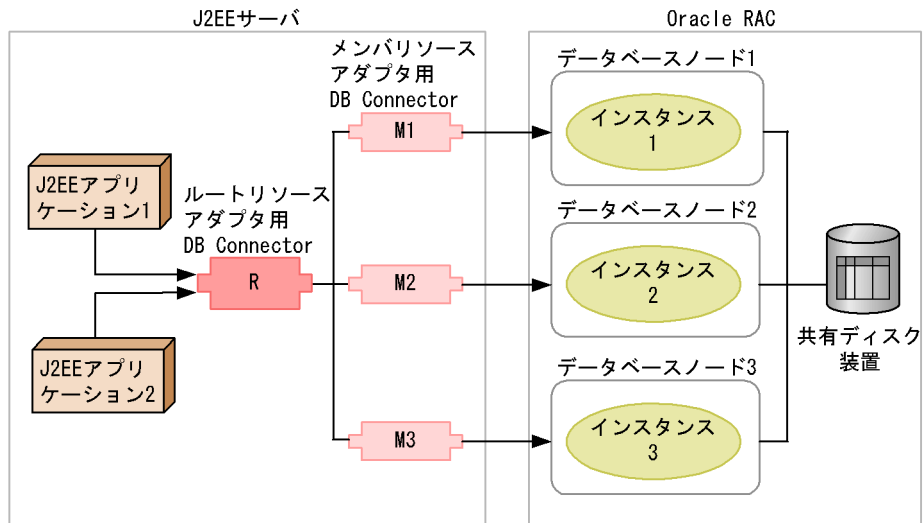 J2EEサーバ
Oracle RAC
メンバリソース
アダプタ用
DB Connector
データベースノード1
M1
インスタンス
1
J2EEアプリ
ケーション1
ルートリソース
アダプタ用
DB Connector
データベースノード2
R
M2
インスタンス
2
共有ディスク
装置
J2EEアプリ
ケーション2
データベースノード3
M3
インスタンス
3